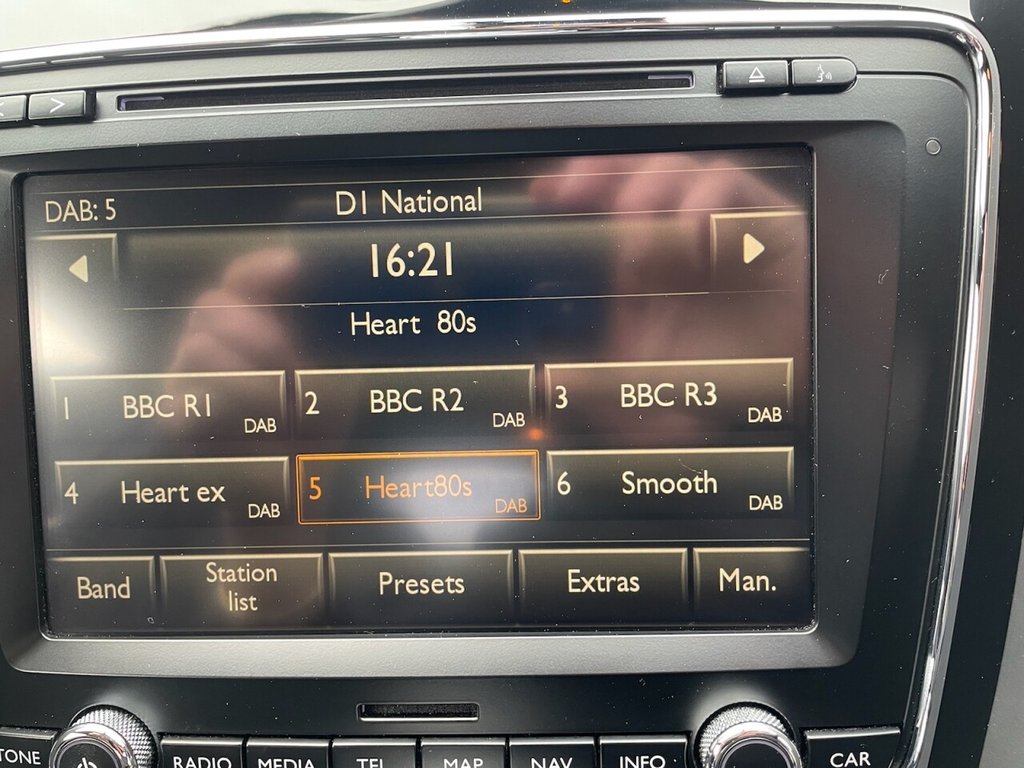 DAB: 5
D1 National
16:21
Heart 80s
1 BBC R1 DAB
2 BBC R2 DAB
3 BBC R3 DAB
4 Heart ex DAB
5 Heart80s DAB
6 Smooth DAB
Band
Station
list
Presets
Extras
Man.
TONE
RADIO
MEDIA
TEL
MAP
NAV
INFO
CAR